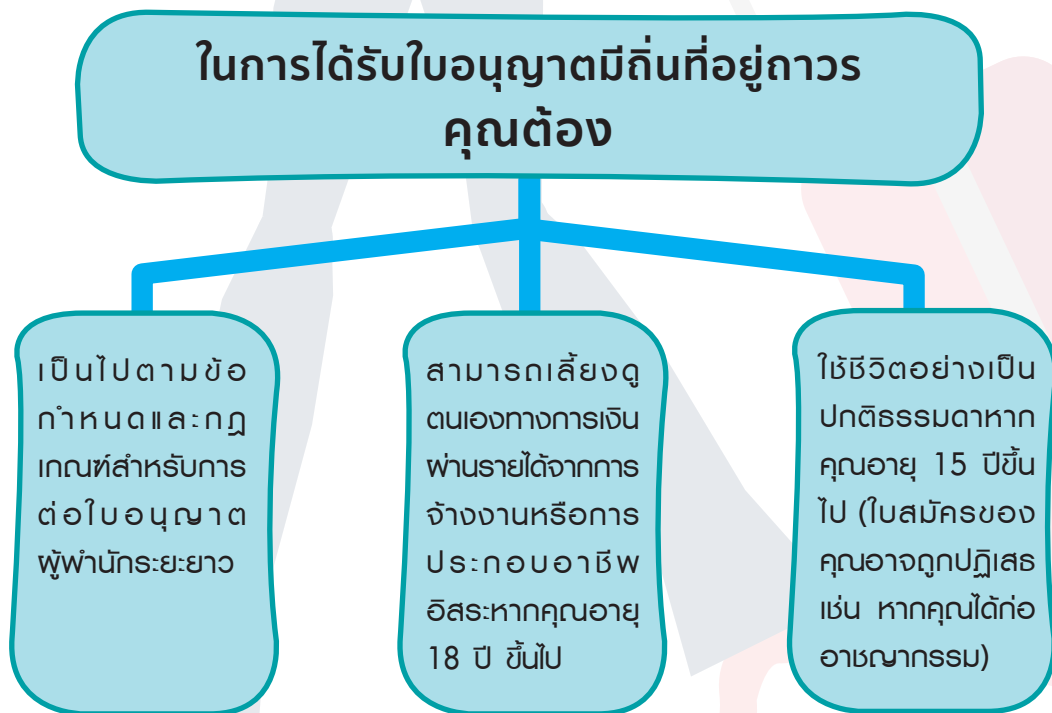 ในการได้รับใบอนุญาตมีถิ่นที่อยู่ถาวร
คุณต้อง
เป็นไปตามข้อ
กำหนดและกฎ
เกณฑ์สำหรับการ
ต่อใบอนุญาต
ผู้พำนักระยะยาว
สามารถเลี้ยงดู
ตนเองทางการเงิน
ผ่านรายได้จากการ
จ้างงานหรือการ
ประกอบอาชีพ
อิสระหากคุณอายุ
18 ปี ขึ้นไป
ใช้ชีวิตอย่างเป็น
ปกติธรรมดาหาก
คุณอายุ 15 ปีขึ้น
ไป (ใบสมัครของ
คุณอาจถูกปฏิเสธ
เช่น หากคุณได้ก่อ
อาชญากรรม)